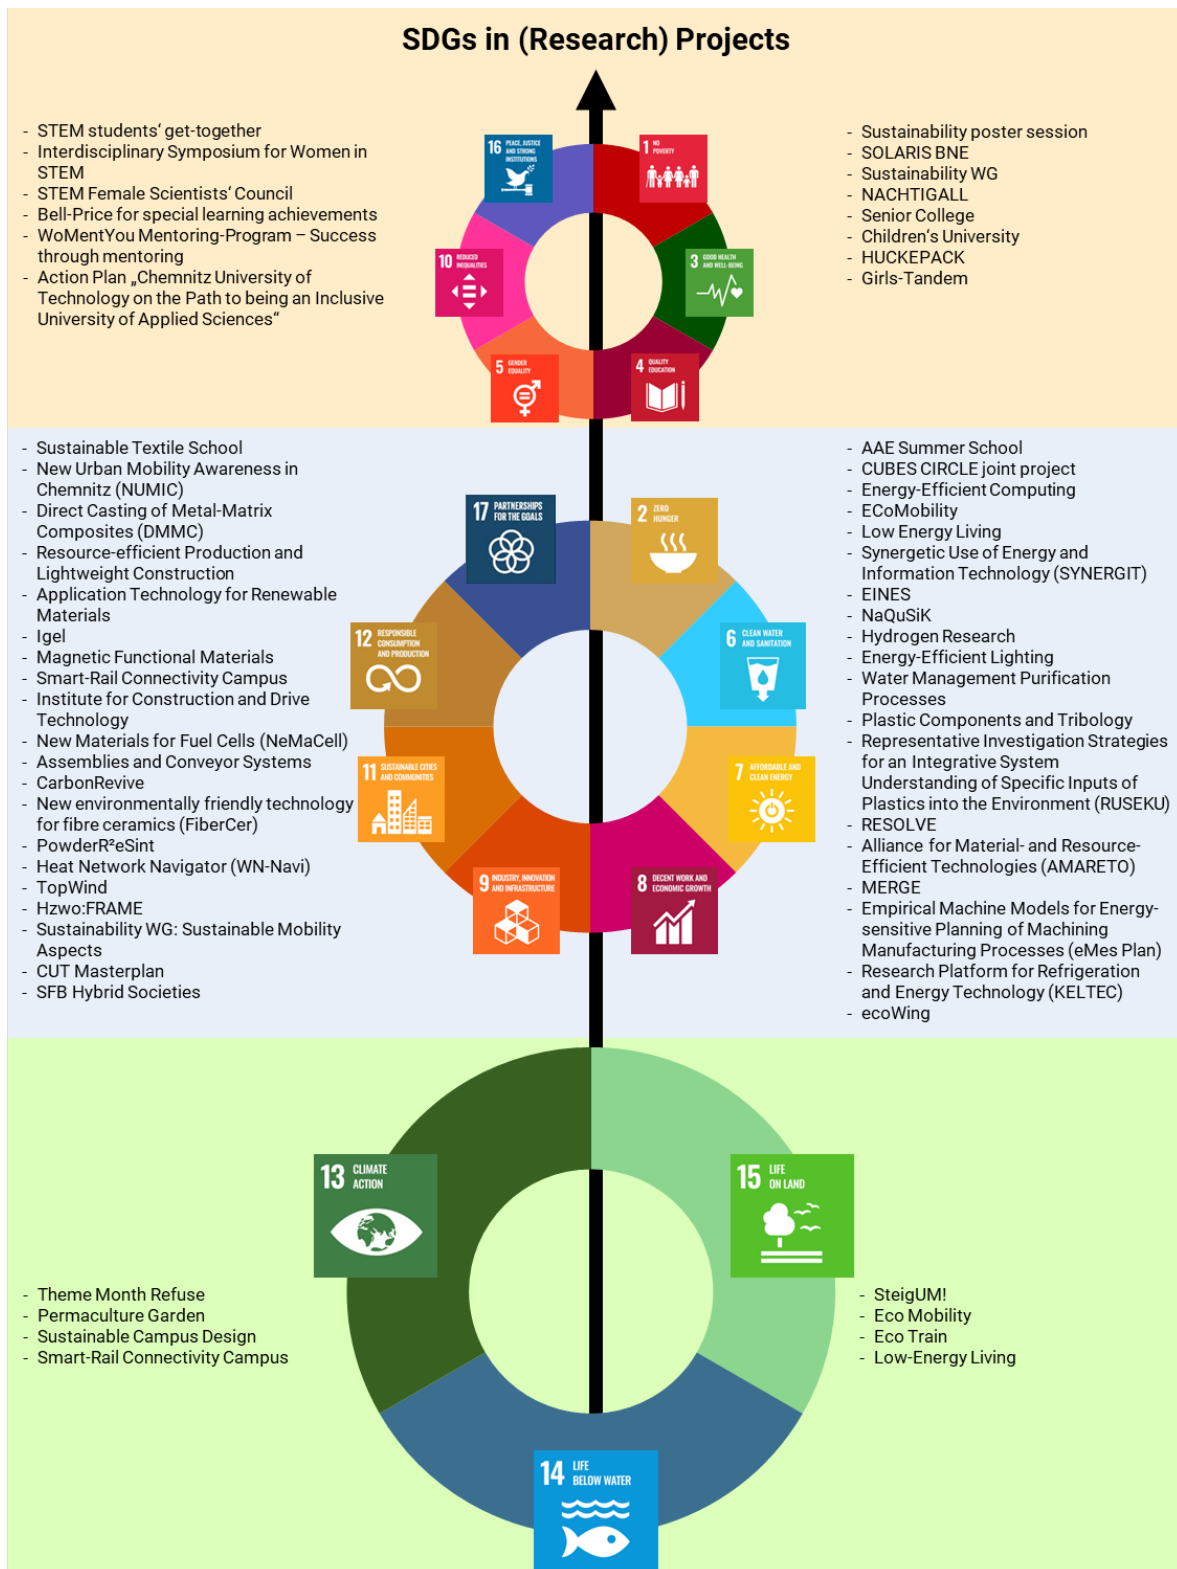 SDGs in (Research) Projects
- STEM students‘ get-together
- Interdisciplinary Symposium for Women in
STEM
- STEM Female Scientists‘ Council
- Bell-Price for special learning achievements
- WoMentYou Mentoring-Program – Success
through mentoring
- Action Plan „Chemnitz University of
Technology on the Path to being an Inclusive
University of Applied Sciences“
16 PEACE, JUSTICE
AND STRONG
INSTITUTIONS
1 NO
POVERTY
10 REDUCED
INEQUALITIES
3 GOOD HEALTH
AND WELL-BEING
5 GENDER
EQUALITY
4 QUALITY
EDUCATION
- Sustainability poster session
- SOLARIS BNE
- Sustainability WG
- NACHTIGALL
- Senior College
- Children‘s University
- HUCKEPACK
- Girls-Tandem
- Sustainable Textile School
- New Urban Mobility Awareness in
Chemnitz (NUMIC)
- Direct Casting of Metal-Matrix
Composites (DMMC)
- Resource-efficient Production and
Lightweight Construction
- Application Technology for Renewable
Materials
- Igel
- Magnetic Functional Materials
- Smart-Rail Connectivity Campus
- Institute for Construction and Drive
Technology
- New Materials for Fuel Cells (NeMaCell)
- Assemblies and Conveyor Systems
- CarbonRevive
- New environmentally friendly technology
for fibre ceramics (FiberCer)
- PowderR²eSint
- Heat Network Navigator (WN-Navi)
- TopWind
- Hzwo:FRAME
- Sustainability WG: Sustainable Mobility
Aspects
- CUT Masterplan
- SFB Hybrid Societies
17 PARTNERSHIPS
FOR THE GOALS
2 ZERO
HUNGER
12 RESPONSIBLE
CONSUMPTION
AND PRODUCTION
6 CLEAN WATER
AND SANITATION
11 SUSTAINABLE CITIES
AND COMMUNITIES
7 AFFORDABLE AND
CLEAN ENERGY
9 INDUSTRY, INNOVATION
AND INFRASTRUCTURE
8 DECENT WORK AND
ECONOMIC GROWTH
- AAE Summer School
- CUBES CIRCLE joint project
- Energy-Efficient Computing
- ECoMobility
- Low Energy Living
- Synergetic Use of Energy and
Information Technology (SYNERGIT)
- EINES
- NaQuSiK
- Hydrogen Research
- Energy-Efficient Lighting
- Water Management Purification
Processes
- Plastic Components and Tribology
- Representative Investigation Strategies
for an Integrative System
Understanding of Specific Inputs of
Plastics into the Environment (RUSEKU)
- RESOLVE
- Alliance for Material- and Resource-
Efficient Technologies (AMARETO)
- MERGE
- Empirical Machine Models for Energy-
sensitive Planning of Machining
Manufacturing Processes (eMes Plan)
- Research Platform for Refrigeration
and Energy Technology (KELTEC)
- ecoWing
13 CLIMATE
ACTION
15 LIFE
ON LAND
- Theme Month Refuse
- Permaculture Garden
- Sustainable Campus Design
- Smart-Rail Connectivity Campus
- SteigUM!
- Eco Mobility
- Eco Train
- Low-Energy Living
14 LIFE
BELOW WATER